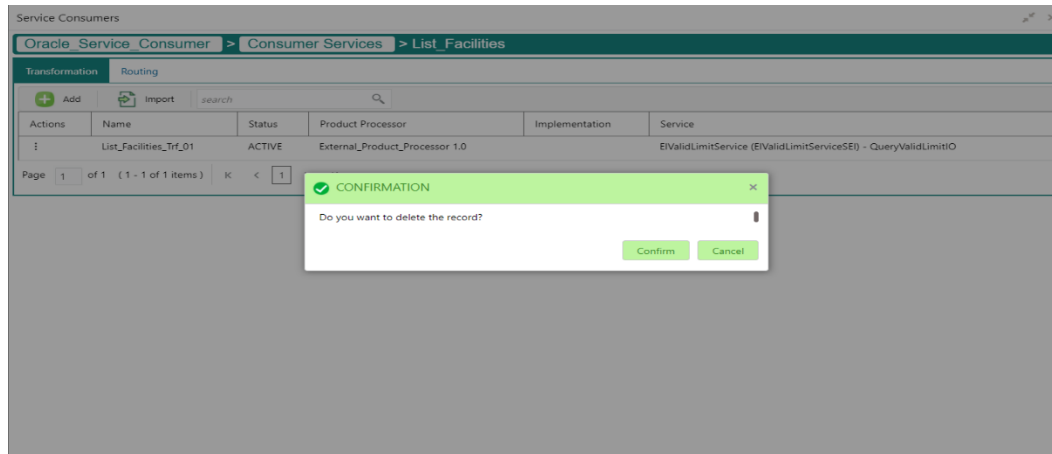 Service Consumers
Oracle_Service_Consumer > Consumer Services > List_Facilities
Transformation Routing
Add Import search
Actions Name Status Product Processor Implementation Service
List_Facilities_Trf_01 ACTIVE External_Product_Processor 1.0 EIValidLimitService (EIValidLimitServiceSEI) - QueryValidLimitIO
Page 1 of 1 (1 - 1 of 1 items) K < 1
CONFIRMATION ×
Do you want to delete the record?
Confirm Cancel